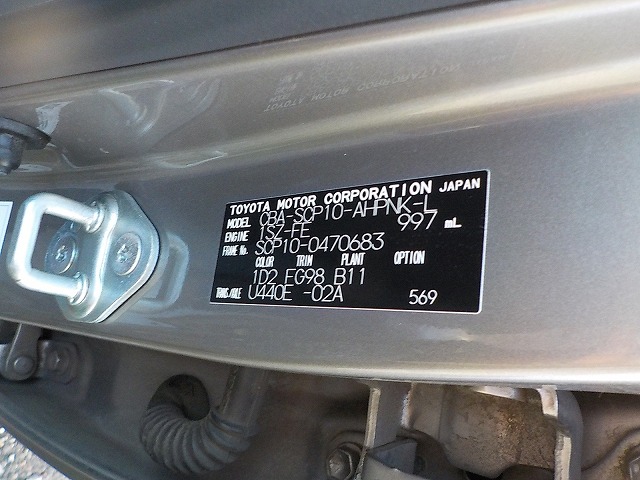 TOYOTA MOTOR CORPORATION JAPAN
MODEL CBA-SCP10-AHPNK-L
ENGINE 1SZ-FE 997 mL
FRAME No. SCP10-0470683
COLOR TRIM PLANT OPTION
1D2 FG98 B11
TRANS/AXLE U440E -02A 569